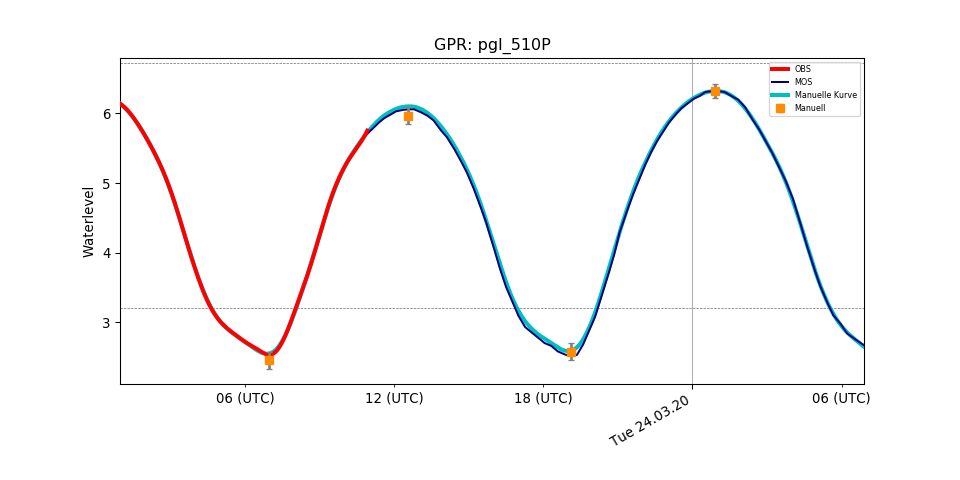 GPR: pgl_510P
OBS
MOS
Manuelle Kurve
Manuell
Waterlevel
6
5
4
3
06 (UTC)
12 (UTC)
18 (UTC)
Tue 24.03.20
06 (UTC)